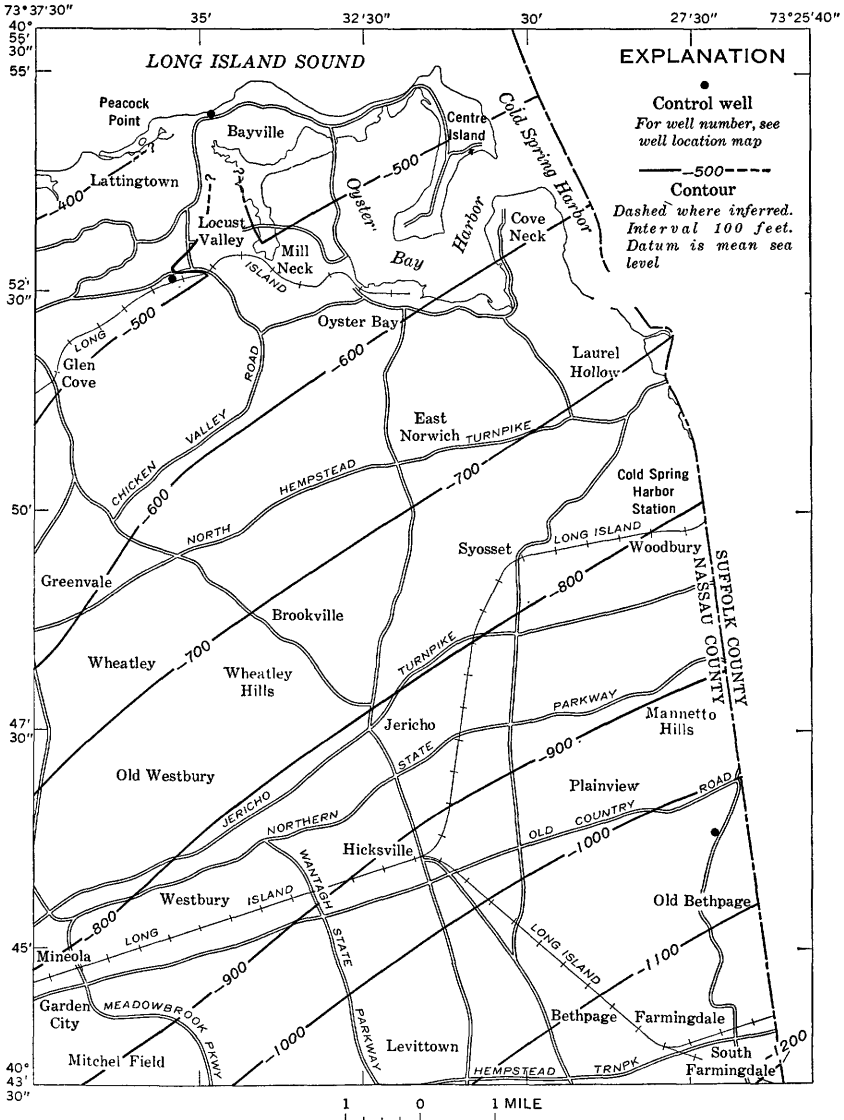 73°37'30"
35'
32'30"
30'
27'30"
73°25'40"
40°
55'
30"
55'
LONG ISLAND SOUND
EXPLANATION
Control well
For well number, see
well location map
-500
Contour
Dashed where inferred.
Interval 100 feet.
Datum is mean sea
level
Peacock
Point
Bayville
Centre
Island
Cold Spring Harbor
Lattingtown
-400
?
?
?
-500
Oyster
Bay
Harbor
Cove
Neck
Locust
Valley
Mill
Neck
LONG
ISLAND
52'
30"
-500
Oyster Bay
-600
Glen
Cove
Laurel
Hollow
CHICKEN
VALLEY
ROAD
East
Norwich
NORTH
HEMPSTEAD
TURNPIKE
-700
Cold Spring
Harbor
Station
-600
50'
LONG ISLAND
Syosset
Woodbury
-800
Greenvale
Brookville
SUFFOLK COUNTY
NASSAU COUNTY
-700
Wheatley
Wheatley
Hills
TURNPIKE
PARKWAY
Mannetto
Hills
47'
30"
Jericho
STATE
-900
Old Westbury
Plainview
JERICHO
NORTHERN
OLD
COUNTRY
ROAD
Hicksville
-1000
Westbury
WANTAGH
STATE
PARKWAY
Old Bethpage
-800
LONG
ISLAND
LONG ISLAND
45'
Mineola
-900
-1100
Garden
City
MEADOWBROOK PKWY
Bethpage
Farmingdale
-1000
Levittown
Mitchel Field
HEMPSTEAD
TRNPK
South
Farmingdale
-1200
40°
43'
30"
1
0
1 MILE